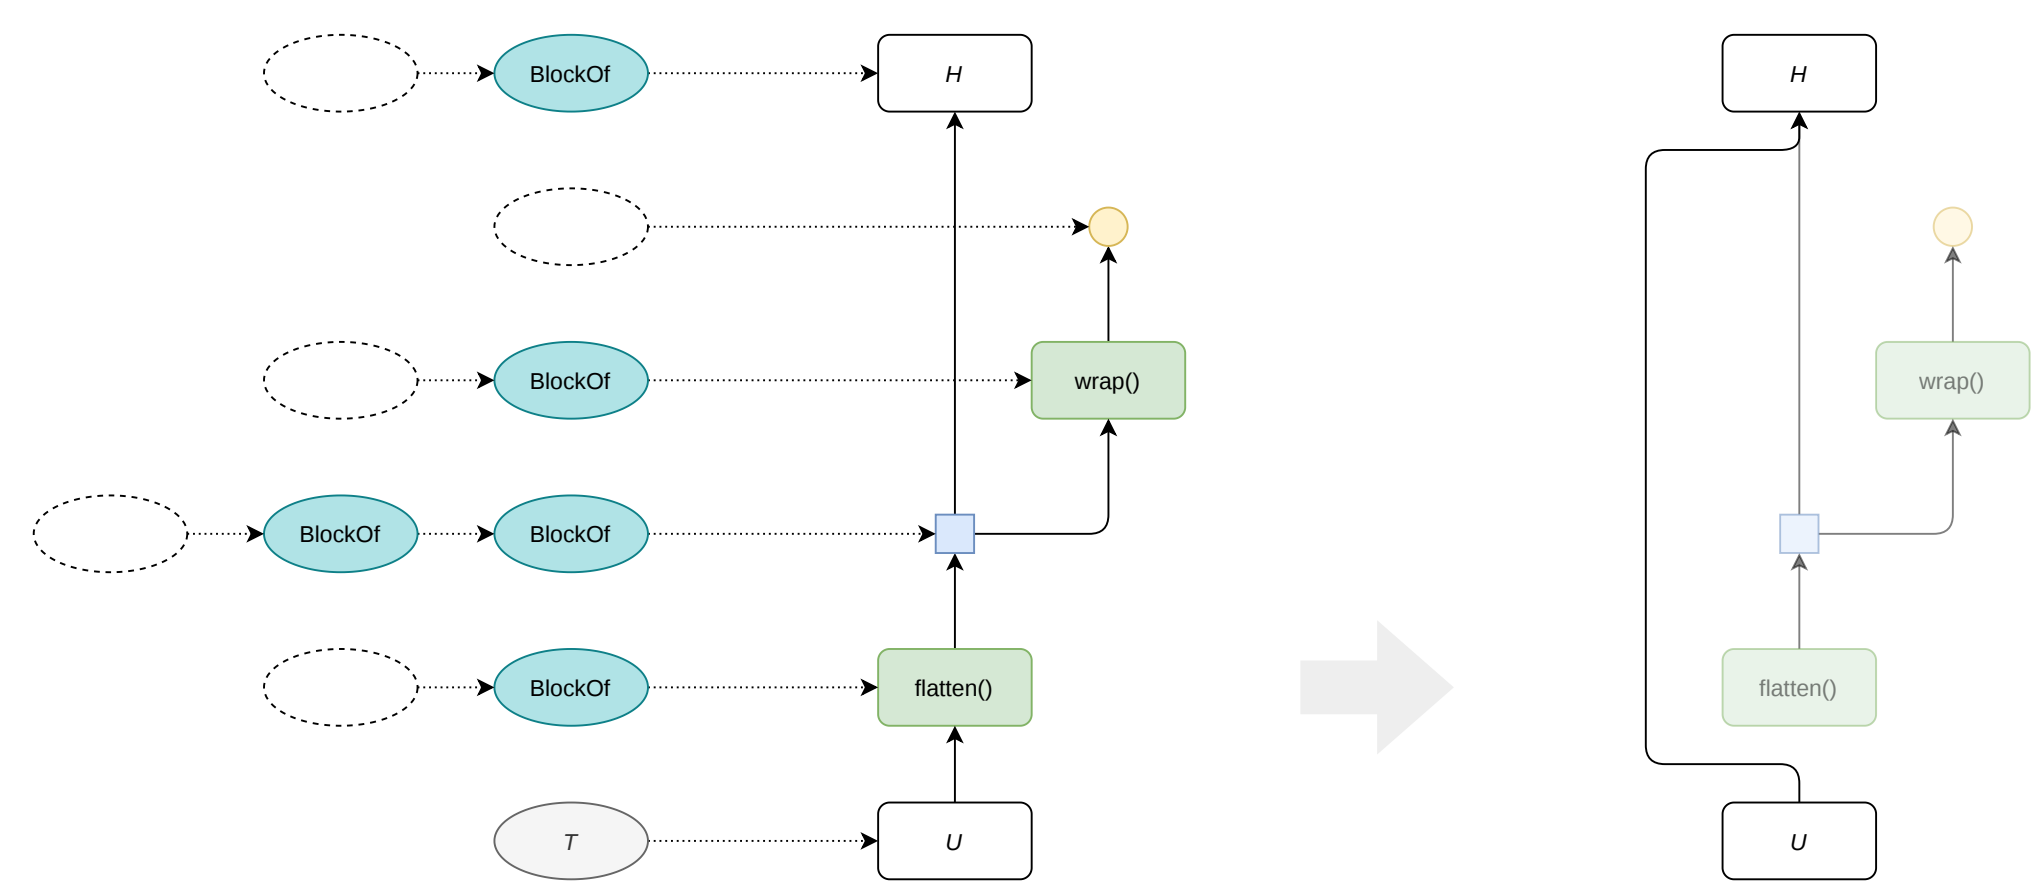 BlockOf
H
H
BlockOf
wrap()
wrap()
BlockOf
BlockOf
BlockOf
flatten()
flatten()
T
U
U